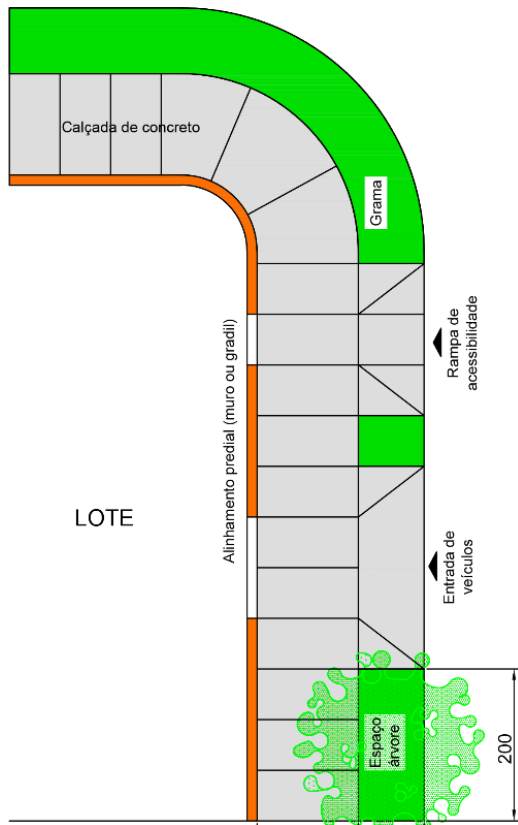 Calçada de concreto
Grama
Alinhamento predial (muro ou gradil)
Rampa de
acessibilidade
LOTE
Entrada de
veículos
Espaço
árvore
200